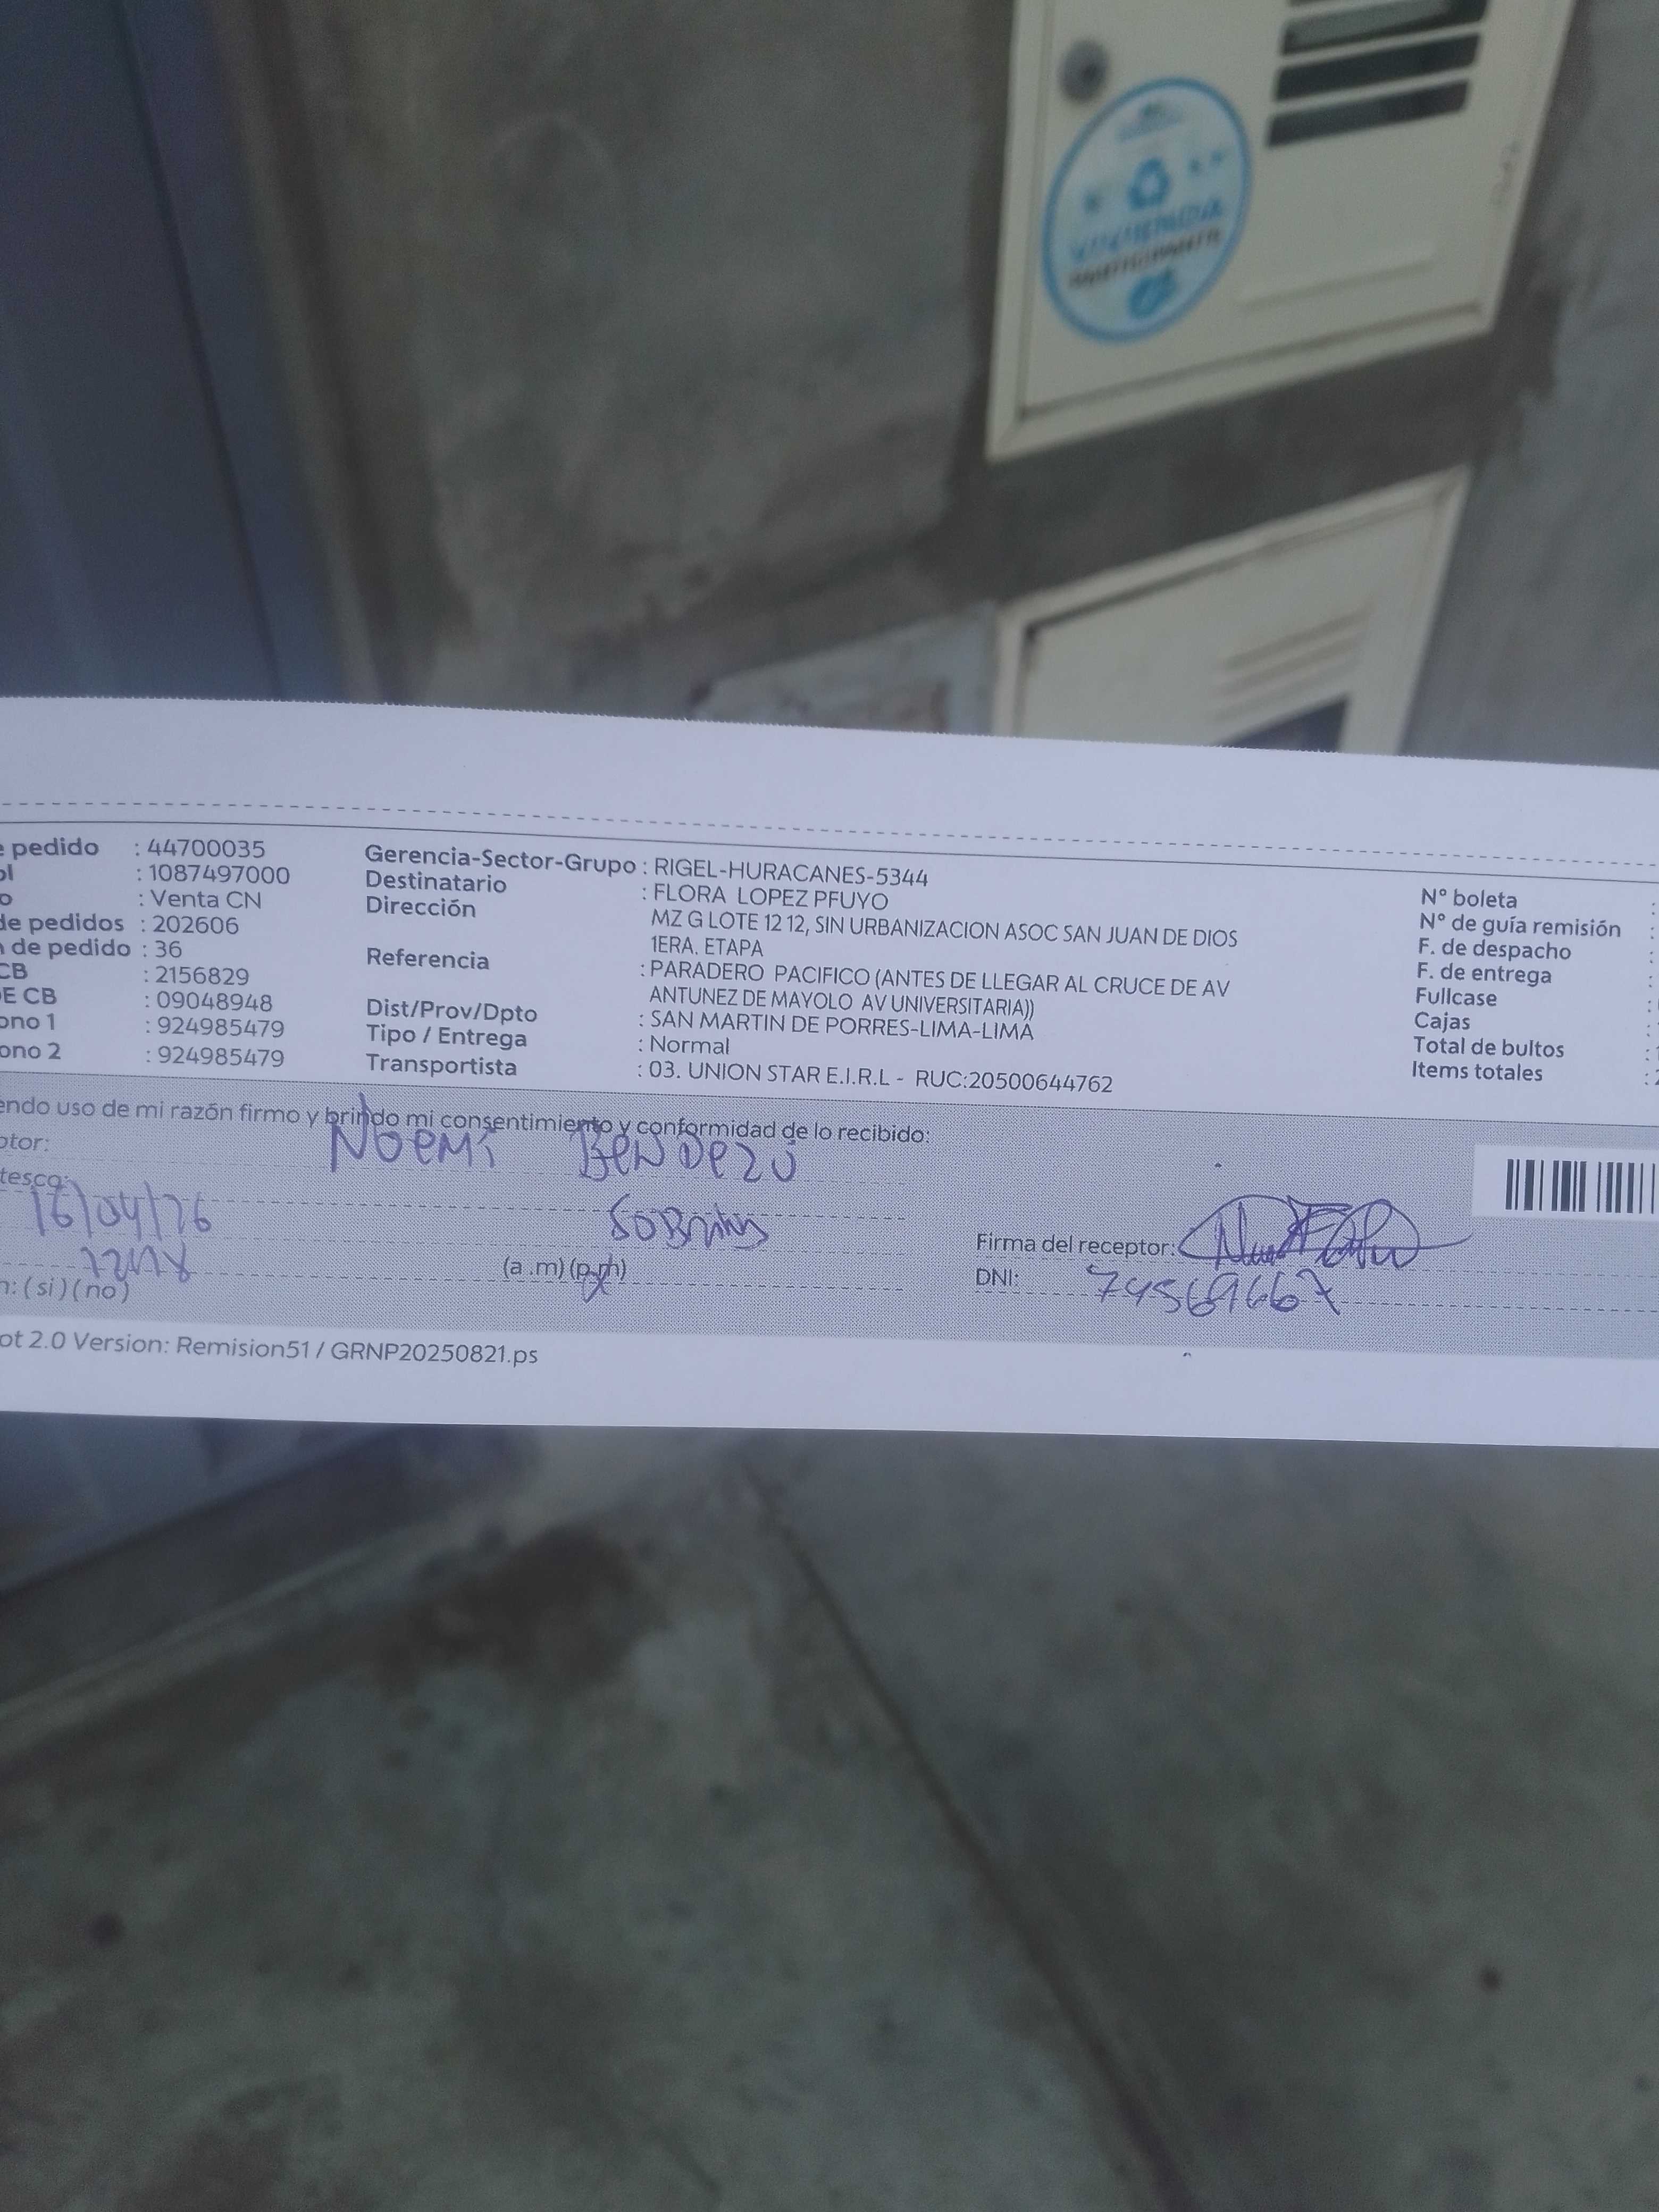 VIVIENDA
PARTICIPANTE
e pedido : 44700035
ol : 1087497000
o : Venta CN
de pedidos : 202606
n de pedido : 36
CB : 2156829
E CB : 09048948
ono 1 : 924985479
ono 2 : 924985479
Gerencia-Sector-Grupo : RIGEL-HURACANES-5344
Destinatario : FLORA LOPEZ PFUYO
Dirección MZ G LOTE 12 12, SIN URBANIZACION ASOC SAN JUAN DE DIOS
1ERA. ETAPA
Referencia : PARADERO PACIFICO (ANTES DE LLEGAR AL CRUCE DE AV
ANTUNEZ DE MAYOLO AV UNIVERSITARIA))
Dist/Prov/Dpto : SAN MARTIN DE PORRES-LIMA-LIMA
Tipo / Entrega : Normal
Transportista : 03. UNION STAR E.I.R.L - RUC:20500644762
Nº boleta :
Nº de guía remisión :
F. de despacho :
F. de entrega :
Fullcase :
Cajas :
Total de bultos :
Items totales : 2
endo uso de mi razón firmo y brindo mi consentimiento y conformidad de lo recibido:
ptor: Noemi Bendezú
tesco:
16/04/26
(a .m) (p.m)
n: ( si ) ( no )
Firma del receptor:
DNI: 74569667
ot 2.0 Version: Remision51 / GRNP20250821.ps